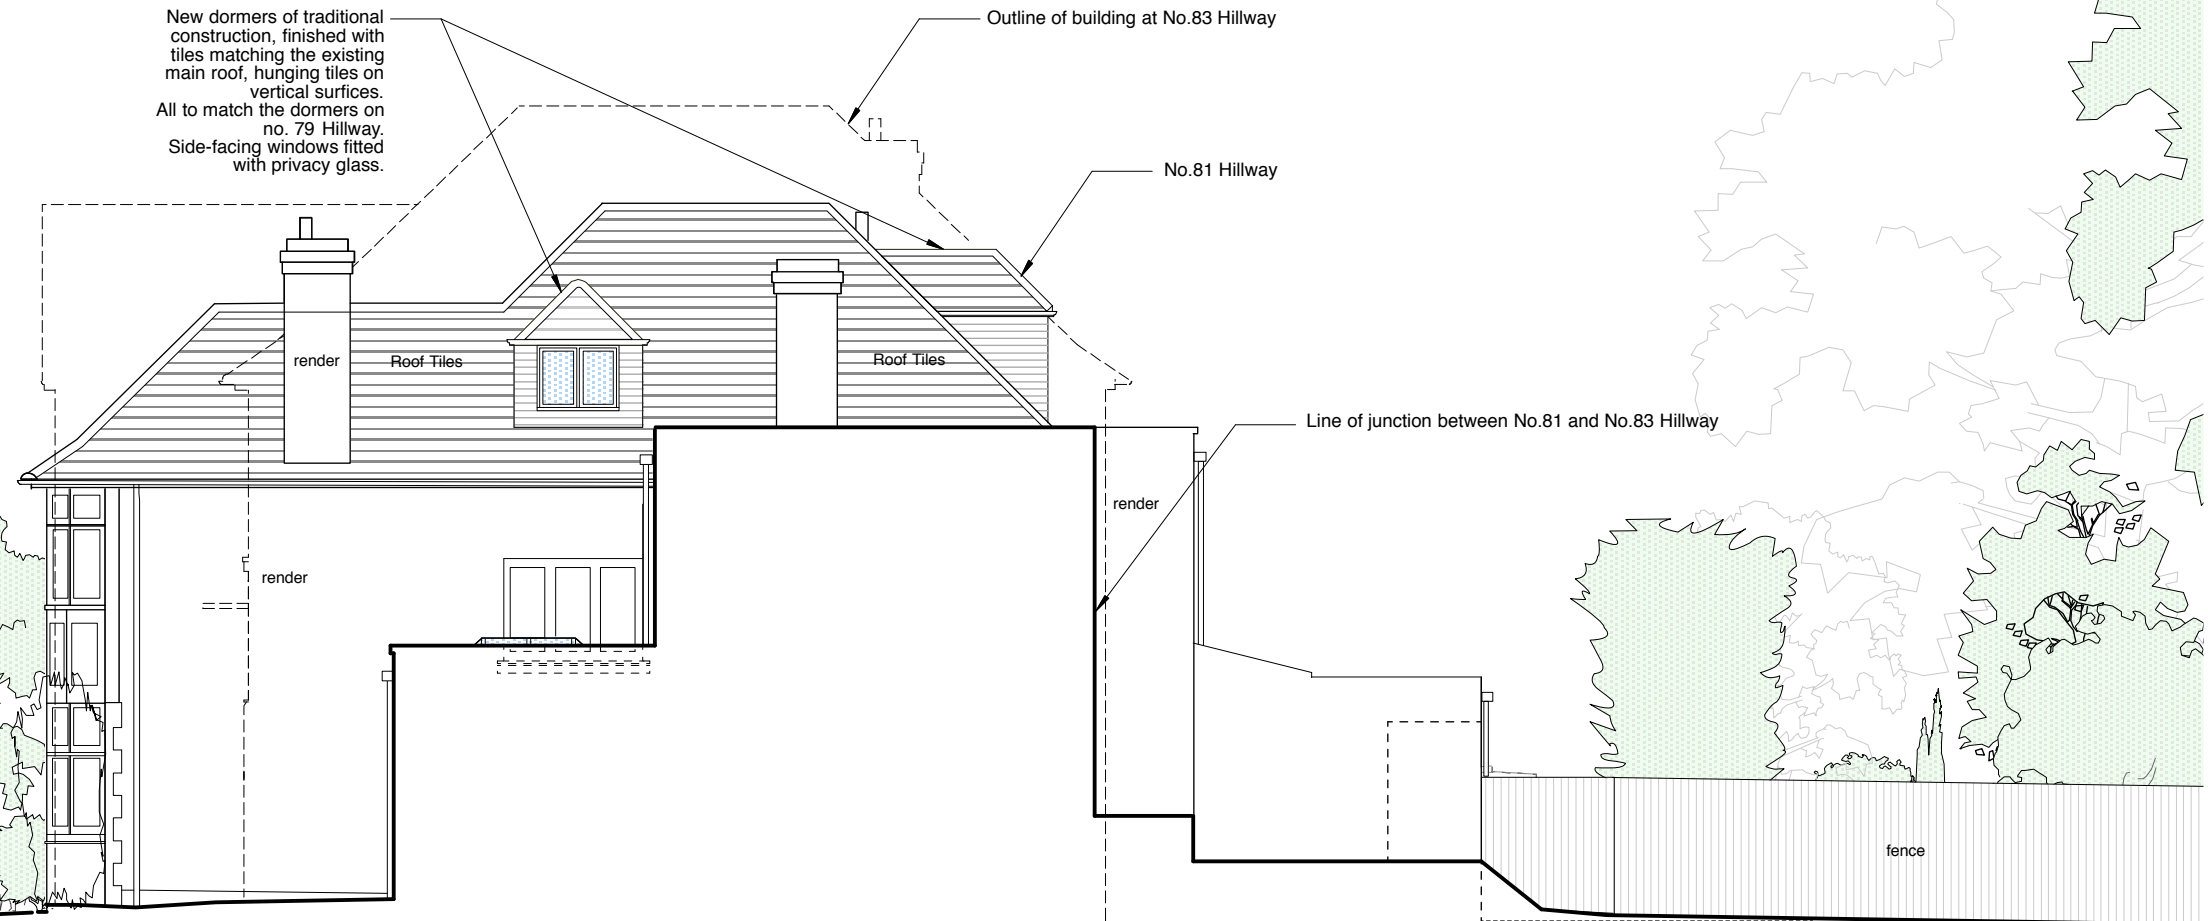 New dormers of traditional
construction, finished with
tiles matching the existing
main roof, hunging tiles on
vertical surfices.
All to match the dormers on
no. 79 Hillway.
Side-facing windows fitted
with privacy glass.
Outline of building at No.83 Hillway
No.81 Hillway
render
Roof Tiles
Roof Tiles
Line of junction between No.81 and No.83 Hillway
render
render
fence